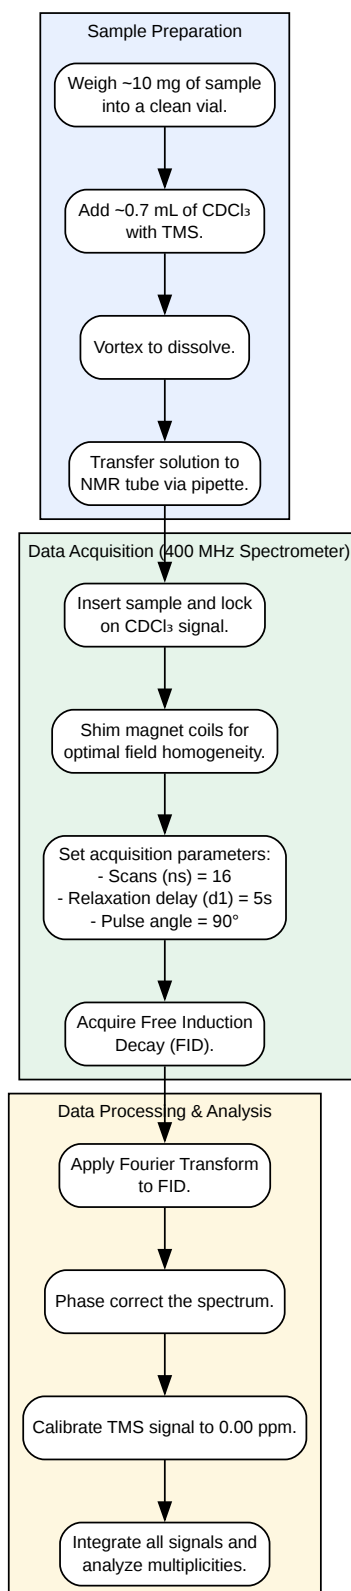 Sample Preparation
Weigh ~10 mg of sample
into a clean vial.
Add ~0.7 mL of CDCl₃
with TMS.
Vortex to dissolve.
Transfer solution to
NMR tube via pipette.
Data Acquisition (400 MHz Spectrometer)
Insert sample and lock
on CDCl₃ signal.
Shim magnet coils for
optimal field homogeneity.
Set acquisition parameters:
- Scans (ns) = 16
- Relaxation delay (d1) = 5s
- Pulse angle = 90°
Acquire Free Induction
Decay (FID).
Data Processing & Analysis
Apply Fourier Transform
to FID.
Phase correct the spectrum.
Calibrate TMS signal to 0.00 ppm.
Integrate all signals and
analyze multiplicities.